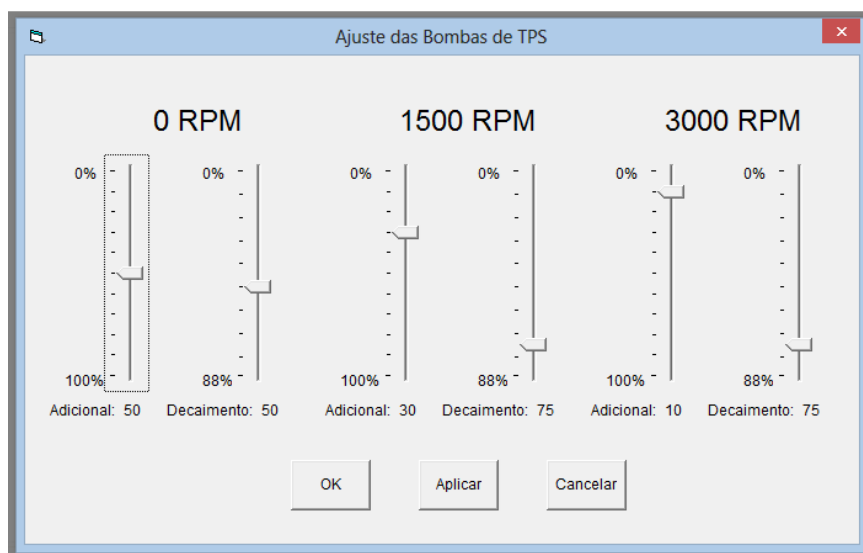 Ajuste das Bombas de TPS
0 RPM
1500 RPM
3000 RPM
0% 0% 0% 0% 0% 0%
100% 88% 100% 88% 100% 88%
Adicional: 50 Decaimento: 50 Adicional: 30 Decaimento: 75 Adicional: 10 Decaimento: 75
OK Aplicar Cancelar